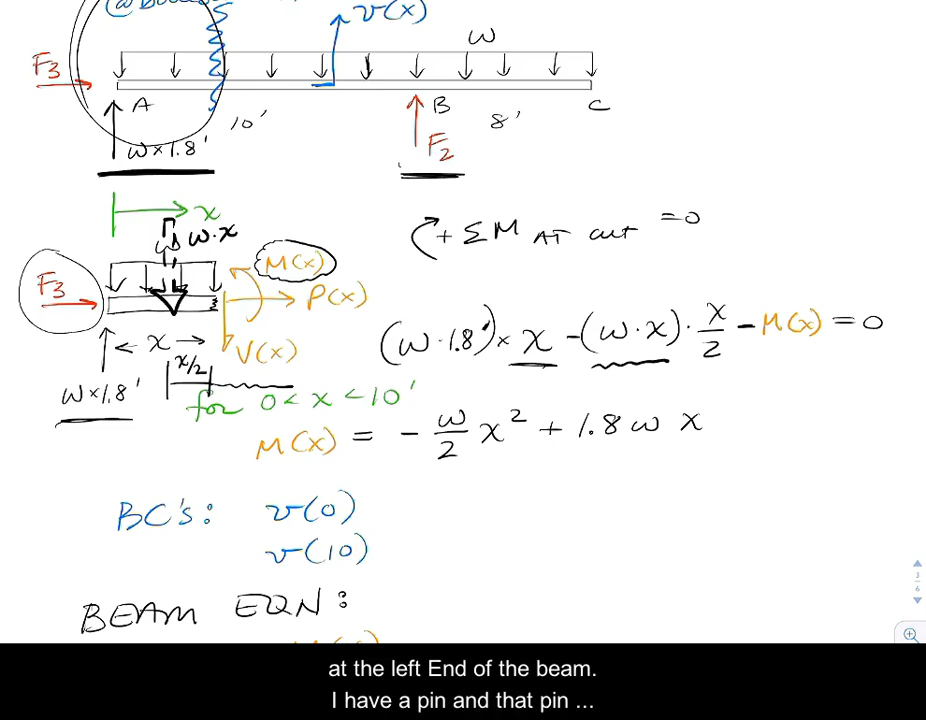 v(x)
w
F3
A
10'
B
8'
C
w×1.8'
F2
x
w·x
+ ΣM AT CUT =0
M(x)
F3
P(x)
(w·1.8')× x -(w·x)·x/2 -M(x) =0
x
V(x)
x/2
w×1.8'
for 0<x<10'
M(x) = - w/2 x² + 1.8 w x
BC's: v(0)
v(10)
BEAM EQN:
at the left End of the beam.
I have a pin and that pin ...